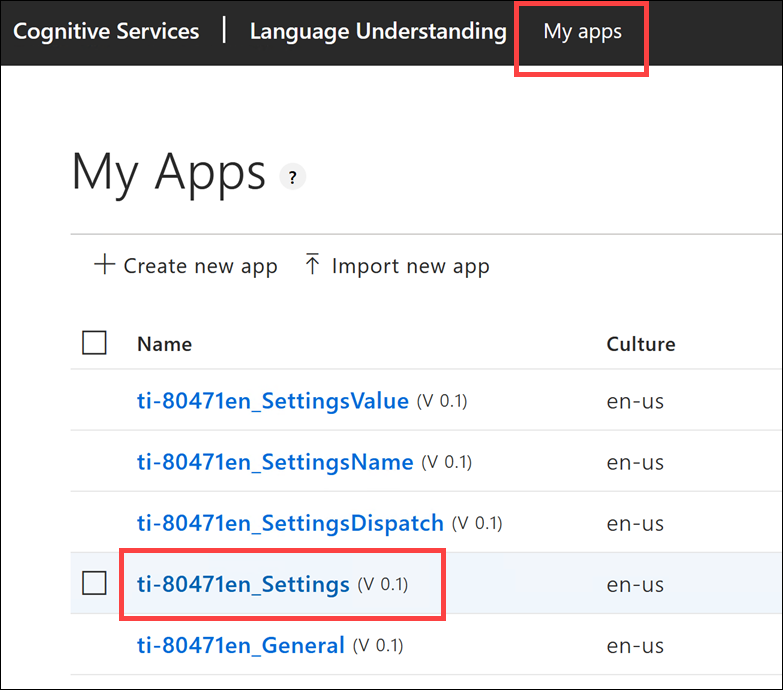 Cognitive Services | Language Understanding My apps
My Apps ?
Create new app Import new app
Name Culture
ti-80471en_SettingsValue (V 0.1) en-us
ti-80471en_SettingsName (V 0.1) en-us
ti-80471en_SettingsDispatch (V 0.1) en-us
ti-80471en_Settings (V 0.1) en-us
ti-80471en_General (V 0.1) en-us